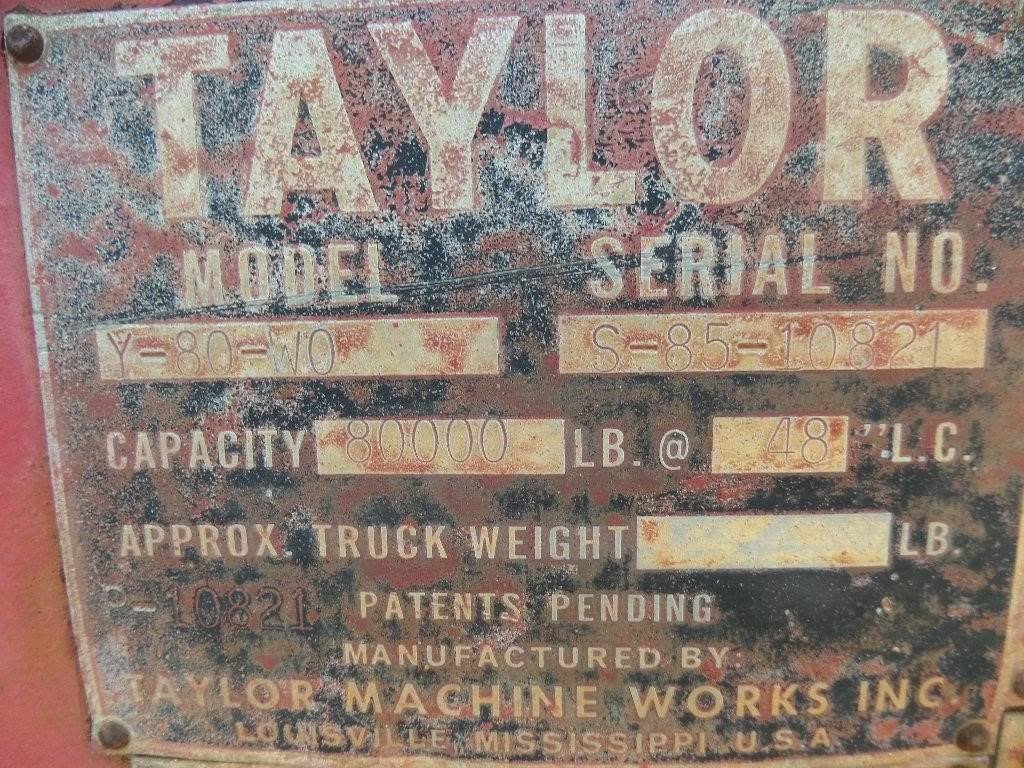 TAYLOR
MODEL SERIAL NO.
Y-80-WO S-85-10821
CAPACITY 80000 LB. @ 48 ''L.C.
APPROX. TRUCK WEIGHT LB.
P-10821 PATENTS PENDING
MANUFACTURED BY:
TAYLOR MACHINE WORKS INC.
LOUISVILLE, MISSISSIPPI, U.S.A.